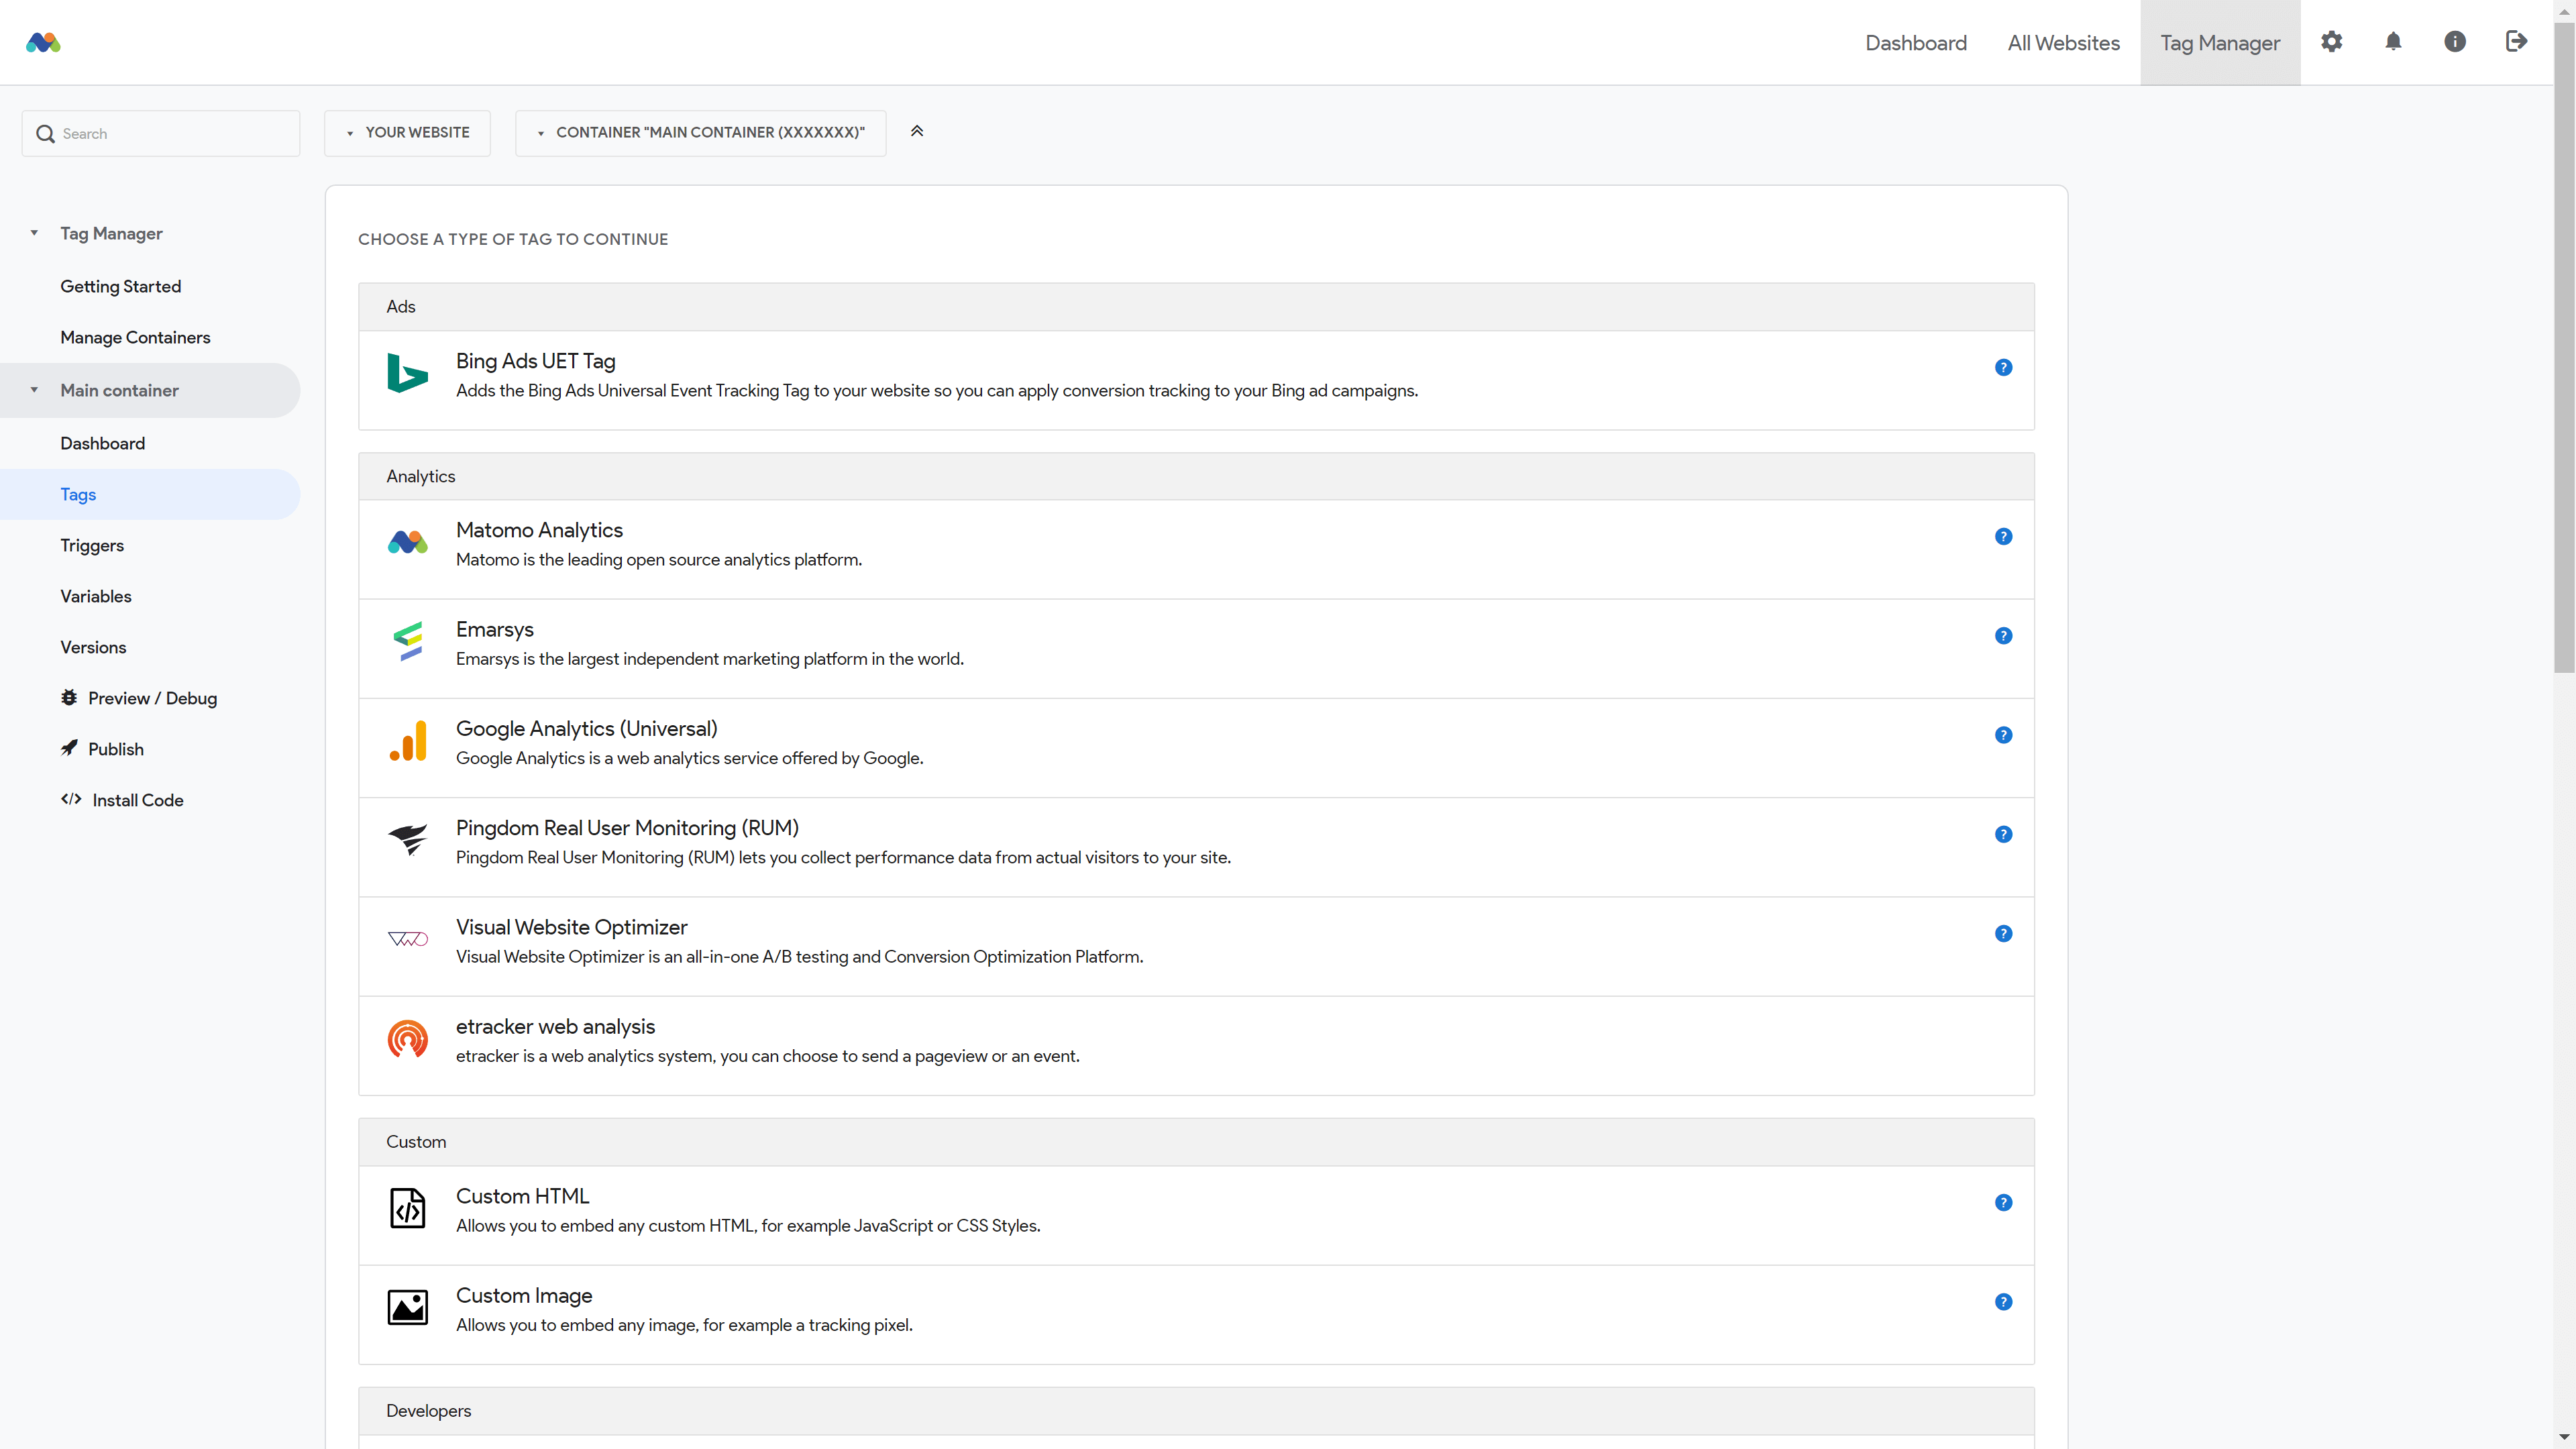 Dashboard
All Websites
Tag Manager
Search
YOUR WEBSITE
CONTAINER "MAIN CONTAINER (XXXXXXX)"
Tag Manager
Getting Started
Manage Containers
Main container
Dashboard
Tags
Triggers
Variables
Versions
Preview / Debug
Publish
Install Code
CHOOSE A TYPE OF TAG TO CONTINUE
Ads
Bing Ads UET Tag
Adds the Bing Ads Universal Event Tracking Tag to your website so you can apply conversion tracking to your Bing ad campaigns.
Analytics
Matomo Analytics
Matomo is the leading open source analytics platform.
Emarsys
Emarsys is the largest independent marketing platform in the world.
Google Analytics (Universal)
Google Analytics is a web analytics service offered by Google.
Pingdom Real User Monitoring (RUM)
Pingdom Real User Monitoring (RUM) lets you collect performance data from actual visitors to your site.
Visual Website Optimizer
Visual Website Optimizer is an all-in-one A/B testing and Conversion Optimization Platform.
etracker web analysis
etracker is a web analytics system, you can choose to send a pageview or an event.
Custom
Custom HTML
Allows you to embed any custom HTML, for example JavaScript or CSS Styles.
Custom Image
Allows you to embed any image, for example a tracking pixel.
Developers